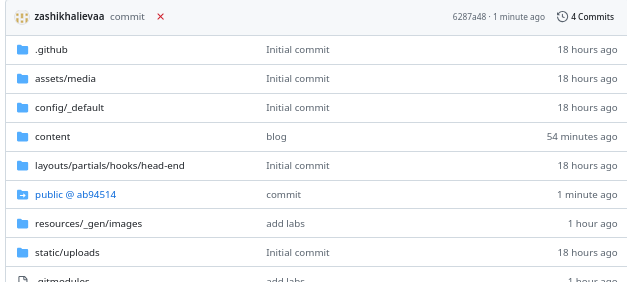 zashikhalievaa commit × 6287a48 · 1 minute ago 4 Commits
.github Initial commit 18 hours ago
assets/media Initial commit 18 hours ago
config/_default Initial commit 18 hours ago
content blog 54 minutes ago
layouts/partials/hooks/head-end Initial commit 18 hours ago
public @ ab94514 commit 1 minute ago
resources/_gen/images add labs 1 hour ago
static/uploads Initial commit 18 hours ago
.gitmodules add labs 1 hour ago